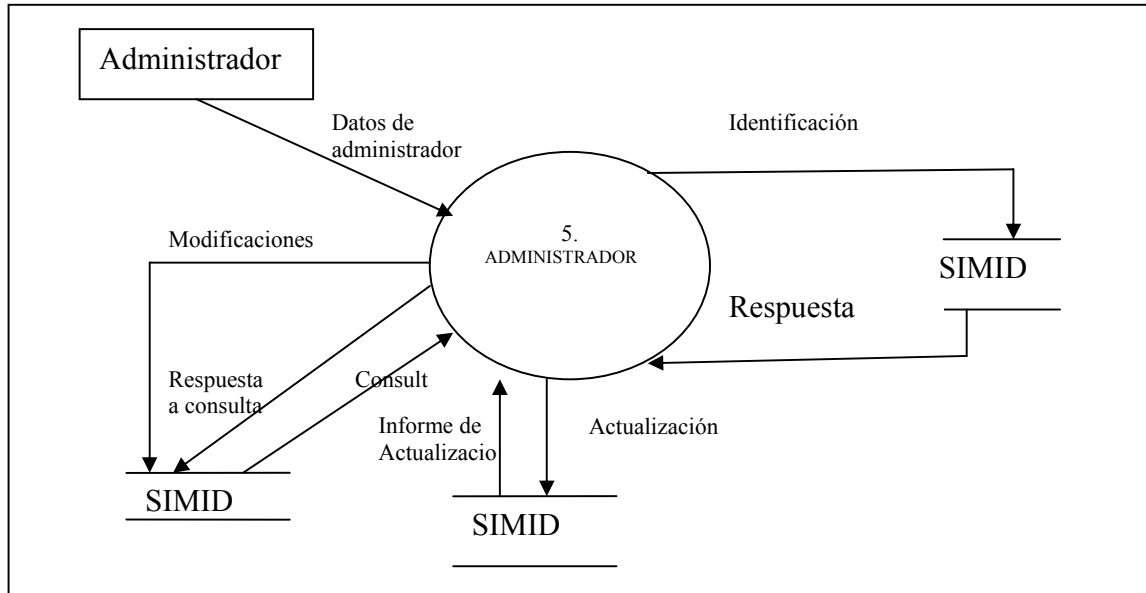 Administrador
Datos de
administrador
Identificación
5.
ADMINISTRADOR
Modificaciones
SIMID
Respuesta
Respuesta
a consulta
Consult
Informe de
Actualizacio
Actualización
SIMID
SIMID